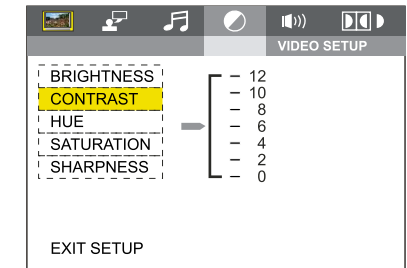 VIDEO SETUP
BRIGHTNESS
CONTRAST
HUE
SATURATION
SHARPNESS
12
10
8
6
4
2
0
EXIT SETUP